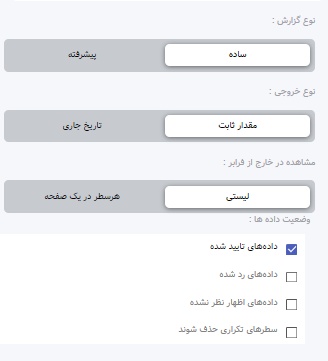 نوع گزارش :
ساده پیشرفته
نوع خروجی :
مقدار ثابت تاریخ جاری
مشاهده در خارج از فرابر :
لیستی هرسطر در یک صفحه
وضعیت داده ها :
داده‌های تایید شده
داده‌های رد شده
داده‌های اظهار نظر نشده
سطرهای تکراری حذف شوند